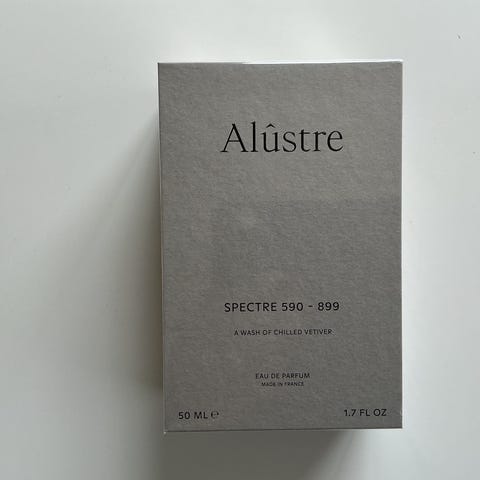 Alûstre
SPECTRE 590 - 899
A WASH OF CHILLED VETIVER
EAU DE PARFUM
MADE IN FRANCE
50 ML ℮ 1.7 FL OZ